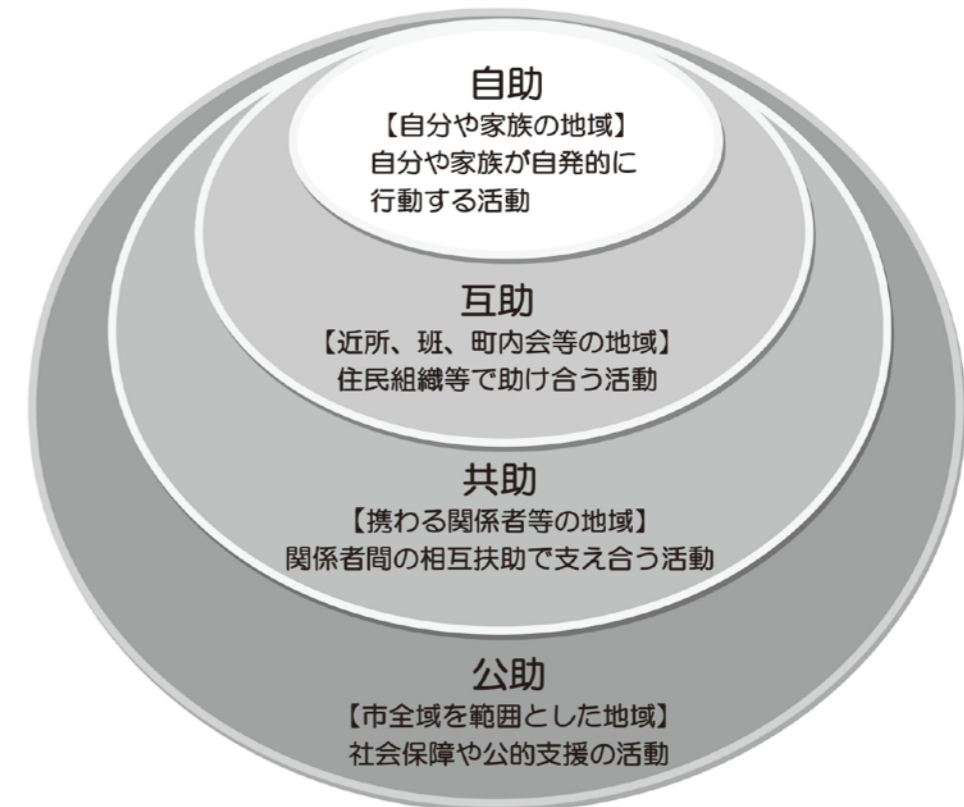 自助
【自分や家族の地域】
自分や家族が自発的に
行動する活動
互助
【近所、班、町内会等の地域】
住民組織等で助け合う活動
共助
【携わる関係者等の地域】
関係者間の相互扶助で支え合う活動
公助
【市全域を範囲とした地域】
社会保障や公的支援の活動